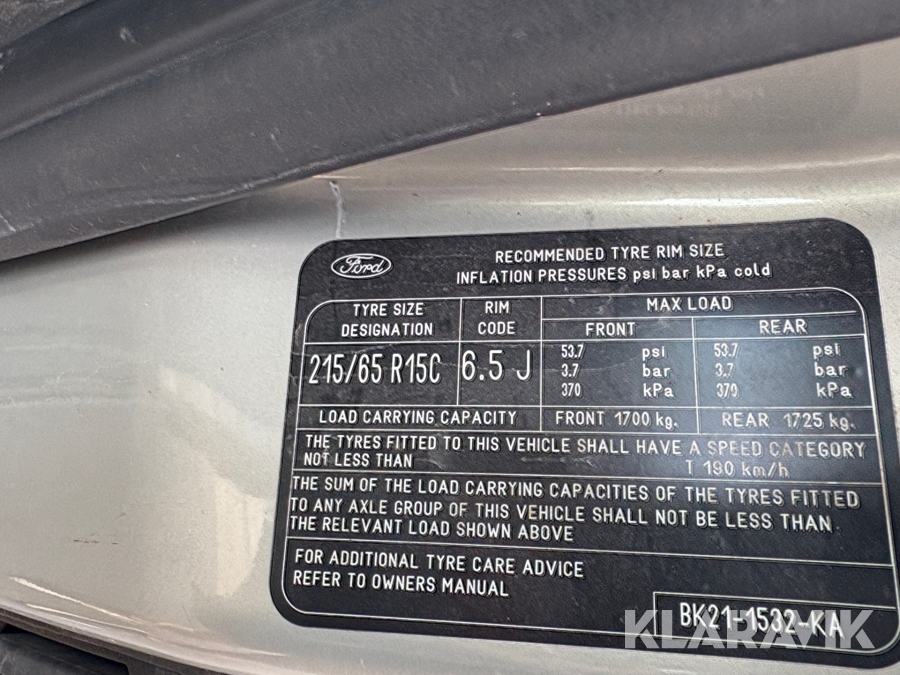 Ford
RECOMMENDED TYRE RIM SIZE
INFLATION PRESSURES psi bar kPa cold
TYRE SIZE DESIGNATION
RIM CODE
MAX LOAD
FRONT
REAR
215/65 R15C
6.5 J
53.7 psi
3.7 bar
370 kPa
53.7 psi
3.7 bar
370 kPa
LOAD CARRYING CAPACITY FRONT 1700 kg. REAR 1725 kg.
THE TYRES FITTED TO THIS VEHICLE SHALL HAVE A SPEED CATEGORY
NOT LESS THAN T 190 km/h
THE SUM OF THE LOAD CARRYING CAPACITIES OF THE TYRES FITTED
TO ANY AXLE GROUP OF THIS VEHICLE SHALL NOT BE LESS THAN
THE RELEVANT LOAD SHOWN ABOVE
FOR ADDITIONAL TYRE CARE ADVICE
REFER TO OWNERS MANUAL
BK21-1532-KA
KLARAVIK